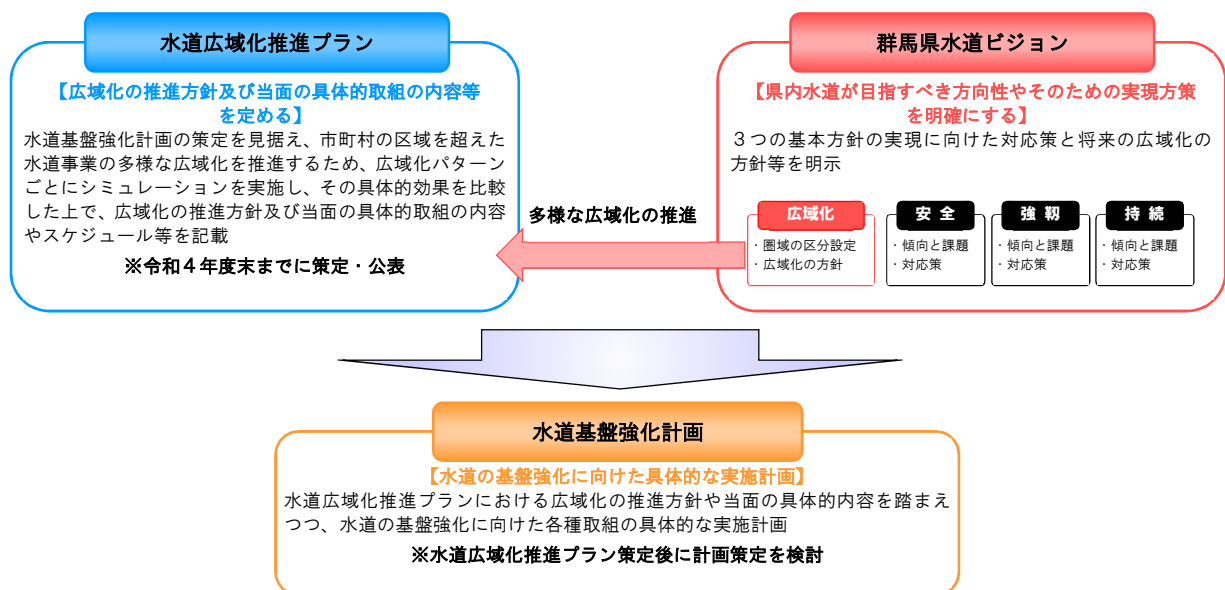 水道広域化推進プラン
【広域化の推進方針及び当面の具体的取組の内容等
を定める】
水道基盤強化計画の策定を見据え、市町村の区域を超えた
水道事業の多様な広域化を推進するため、広域化パターン
ごとにシミュレーションを実施し、その具体的効果を比較
した上で、広域化の推進方針及び当面の具体的取組の内容
やスケジュール等を記載
※令和４年度末までに策定・公表
多様な広域化の推進
群馬県水道ビジョン
【県内水道が目指すべき方向性やそのための実現方策
を明確にする】
３つの基本方針の実現に向けた対応策と将来の広域化の
方針等を明示
広域化
・圏域の区分設定
・広域化の方針
安 全
・傾向と課題
・対応策
強 靭
・傾向と課題
・対応策
持 続
・傾向と課題
・対応策
水道基盤強化計画
【水道の基盤強化に向けた具体的な実施計画】
水道広域化推進プランにおける広域化の推進方針や当面の具体的内容を踏まえ
つつ、水道の基盤強化に向けた各種取組の具体的な実施計画
※水道広域化推進プラン策定後に計画策定を検討